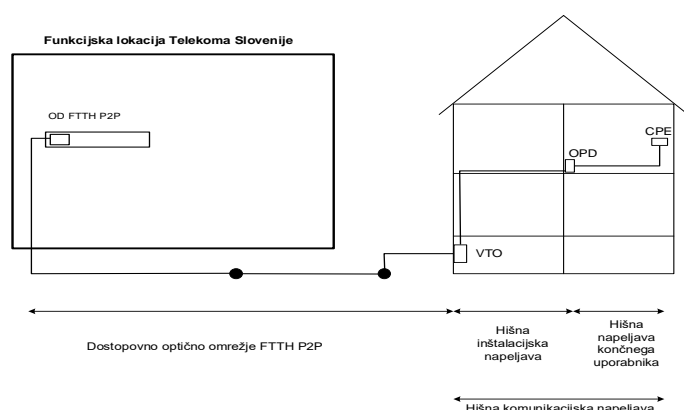 Funkcijska lokacija Telekoma Slovenije
OD FTTH P2P
CPE
OPD
VTO
Dostopovno optično omrežje FTTH P2P
Hišna
inštalacijska
napeljava
Hišna
napeljava
končnega
uporabnika
Hišna komunikacijska napeljava